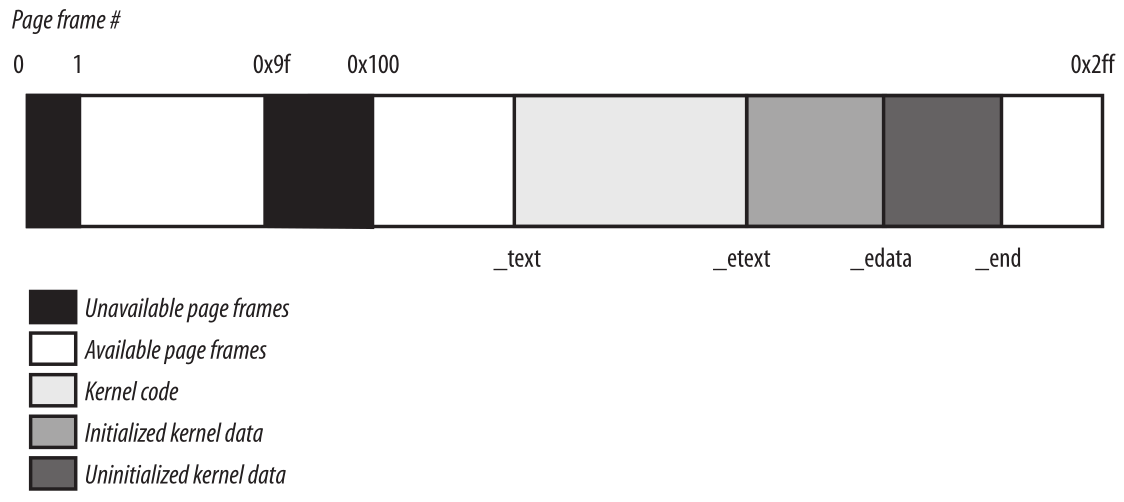 Page frame #
0 1 0x9f 0x100 0x2ff
_text _etext _edata _end
Unavailable page frames
Available page frames
Kernel code
Initialized kernel data
Uninitialized kernel data